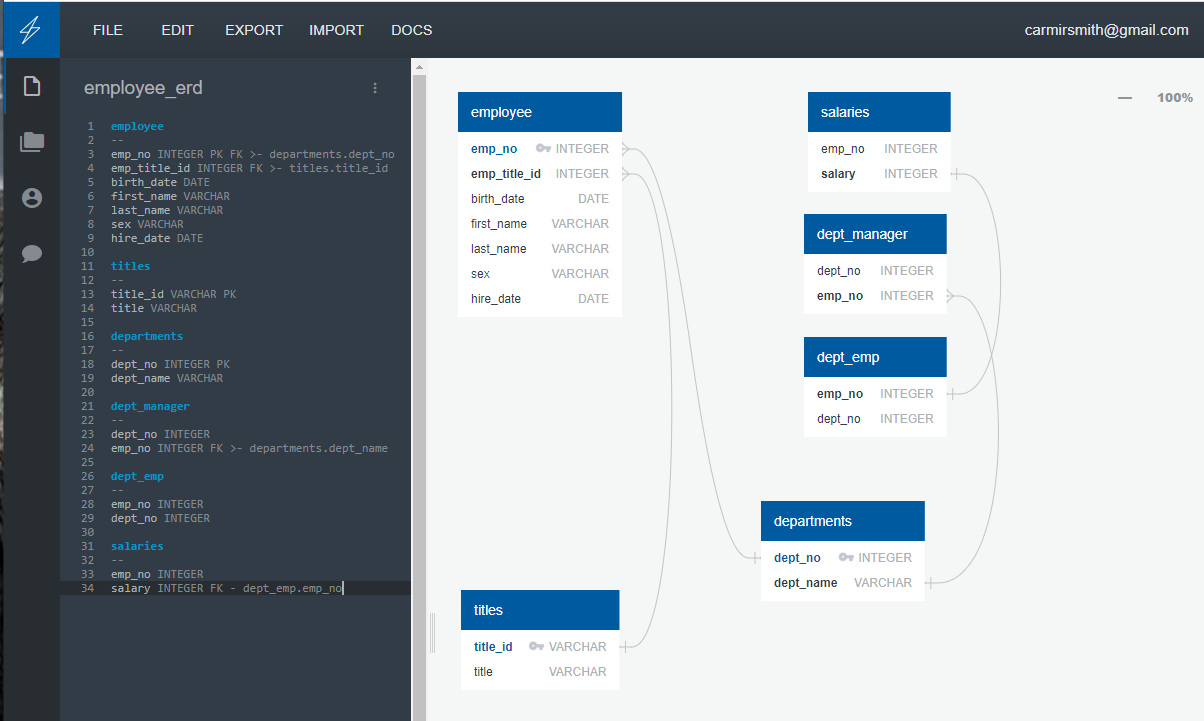 FILE EDIT EXPORT IMPORT DOCS carmirsmith@gmail.com
employee_erd
1 employee
2 --
3 emp_no INTEGER PK FK >- departments.dept_no
4 emp_title_id INTEGER FK >- titles.title_id
5 birth_date DATE
6 first_name VARCHAR
7 last_name VARCHAR
8 sex VARCHAR
9 hire_date DATE
10
11 titles
12 --
13 title_id VARCHAR PK
14 title VARCHAR
15
16 departments
17 --
18 dept_no INTEGER PK
19 dept_name VARCHAR
20
21 dept_manager
22 --
23 dept_no INTEGER
24 emp_no INTEGER FK >- departments.dept_name
25
26 dept_emp
27 --
28 emp_no INTEGER
29 dept_no INTEGER
30
31 salaries
32 --
33 emp_no INTEGER
34 salary INTEGER FK - dept_emp.emp_no
100%
employee
emp_no INTEGER
emp_title_id INTEGER
birth_date DATE
first_name VARCHAR
last_name VARCHAR
sex VARCHAR
hire_date DATE
salaries
emp_no INTEGER
salary INTEGER
dept_manager
dept_no INTEGER
emp_no INTEGER
dept_emp
emp_no INTEGER
dept_no INTEGER
departments
dept_no INTEGER
dept_name VARCHAR
titles
title_id VARCHAR
title VARCHAR